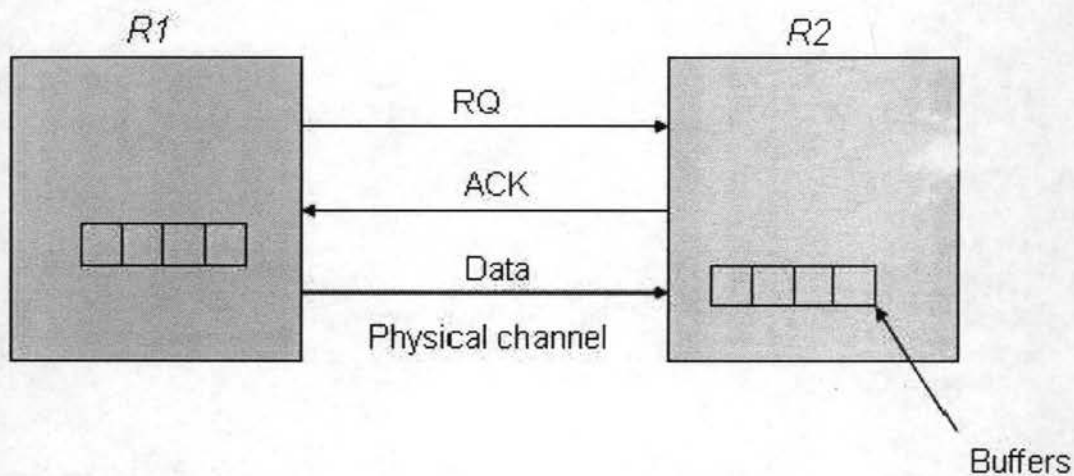 R1
R2
RQ
ACK
Data
Physical channel
Buffers